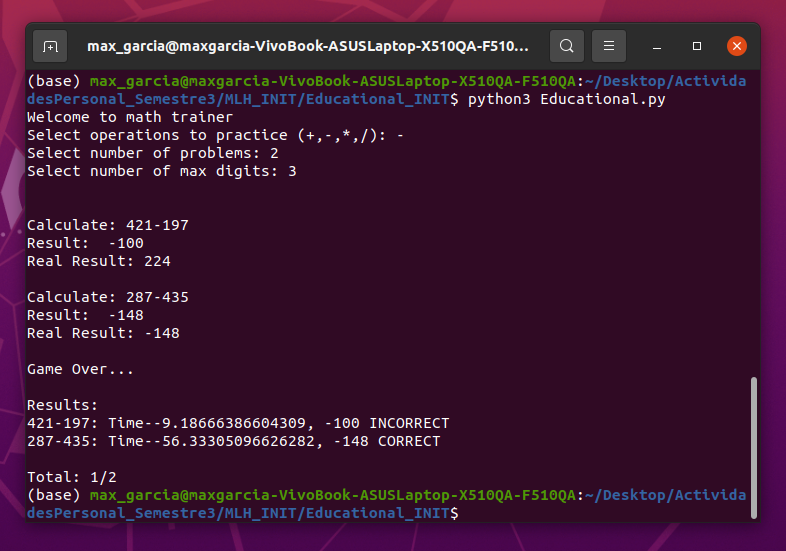 max_garcia@maxgarcia-VivoBook-ASUSLaptop-X510QA-F510...
(base) max_garcia@maxgarcia-VivoBook-ASUSLaptop-X510QA-F510QA:~/Desktop/Activida
desPersonal_Semestre3/MLH_INIT/Educational_INIT$ python3 Educational.py
Welcome to math trainer
Select operations to practice (+,-,*,/): -
Select number of problems: 2
Select number of max digits: 3
Calculate: 421-197
Result:  -100
Real Result: 224
Calculate: 287-435
Result:  -148
Real Result: -148
Game Over...
Results:
421-197: Time--9.18666386604309, -100 INCORRECT
287-435: Time--56.33305096626282, -148 CORRECT
Total: 1/2
(base) max_garcia@maxgarcia-VivoBook-ASUSLaptop-X510QA-F510QA:~/Desktop/Activida
desPersonal_Semestre3/MLH_INIT/Educational_INIT$